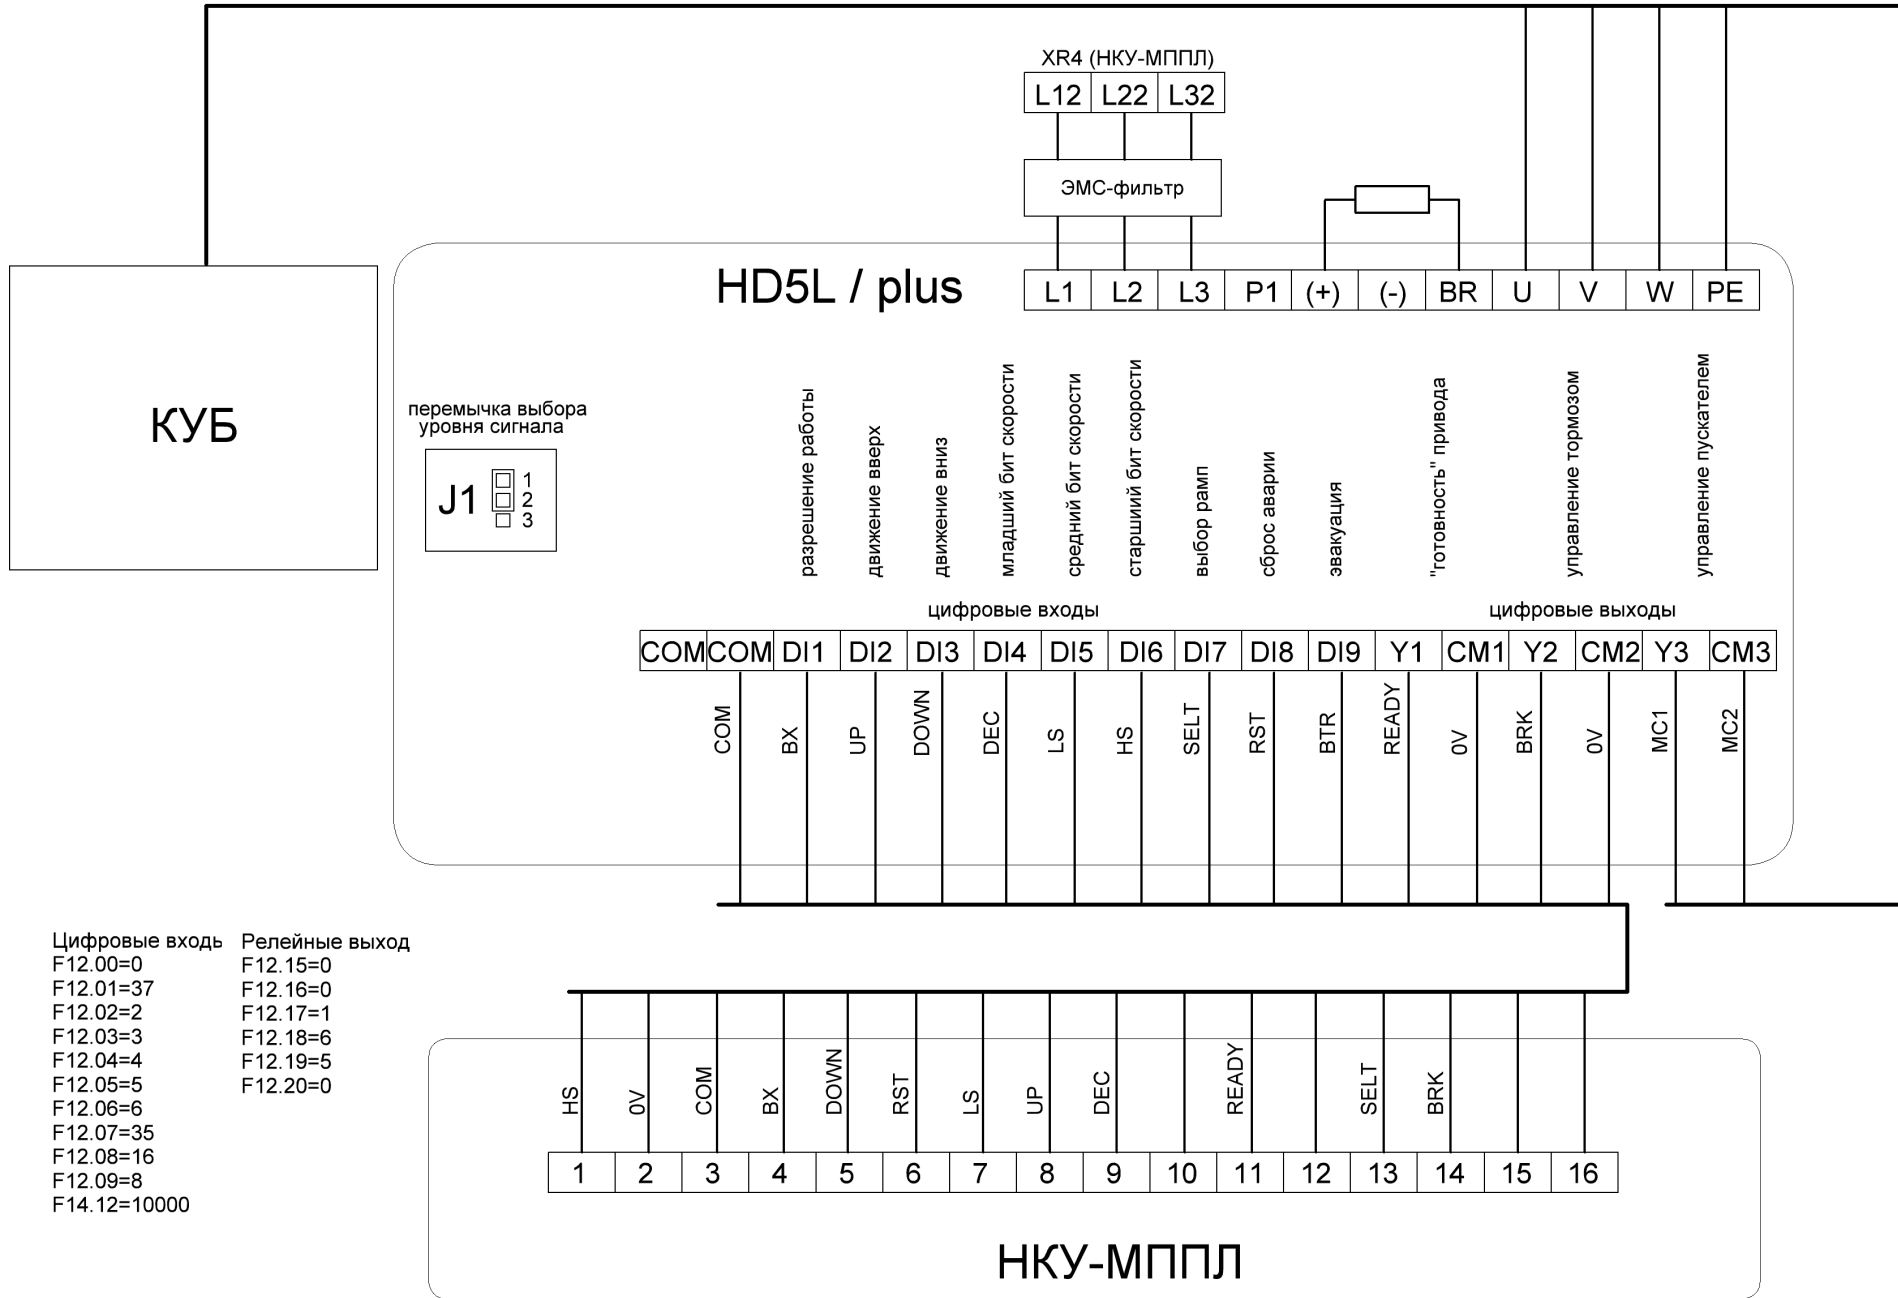 XR4 (НКУ-МППЛ)
L12 L22 L32
ЭМС-фильтр
HD5L / plus
L1 L2 L3 P1 (+) (-) BR U V W PE
КУБ
перемычка выбора
уровня сигнала
J1
1
2
3
разрешение работы
движение вверх
движение вниз
младший бит скорости
средний бит скорости
старшиий бит скорости
выбор рамп
сброс аварии
эвакуация
"готовность" привода
управление тормозом
управление пускателем
цифровые входы
цифровые выходы
COM COM DI1 DI2 DI3 DI4 DI5 DI6 DI7 DI8 DI9 Y1 CM1 Y2 CM2 Y3 CM3
COM
BX
UP
DOWN
DEC
LS
HS
SELT
RST
BTR
READY
0V
BRK
0V
MC1
MC2
Цифровые входь
F12.00=0
F12.01=37
F12.02=2
F12.03=3
F12.04=4
F12.05=5
F12.06=6
F12.07=35
F12.08=16
F12.09=8
F14.12=10000
Релейные выход
F12.15=0
F12.16=0
F12.17=1
F12.18=6
F12.19=5
F12.20=0
HS
0V
COM
BX
DOWN
RST
LS
UP
DEC
READY
SELT
BRK
1 2 3 4 5 6 7 8 9 10 11 12 13 14 15 16
НКУ-МППЛ